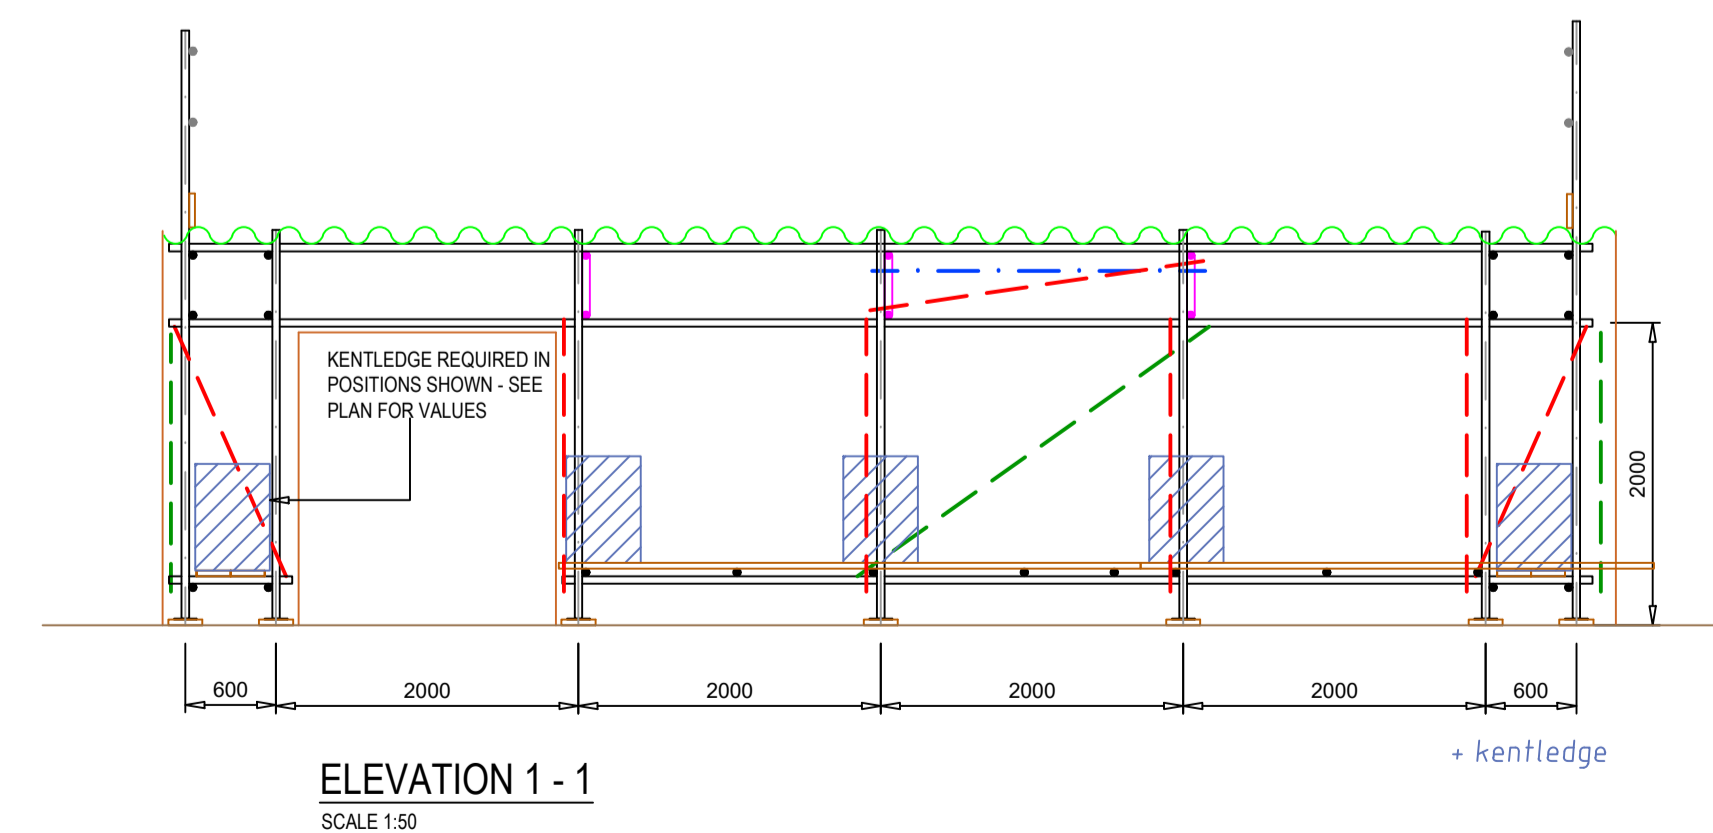 KENTLEDGE REQUIRED IN
POSITIONS SHOWN - SEE
PLAN FOR VALUES
2000
600
2000
2000
2000
2000
600
+ kentledge
ELEVATION 1 - 1
SCALE 1:50